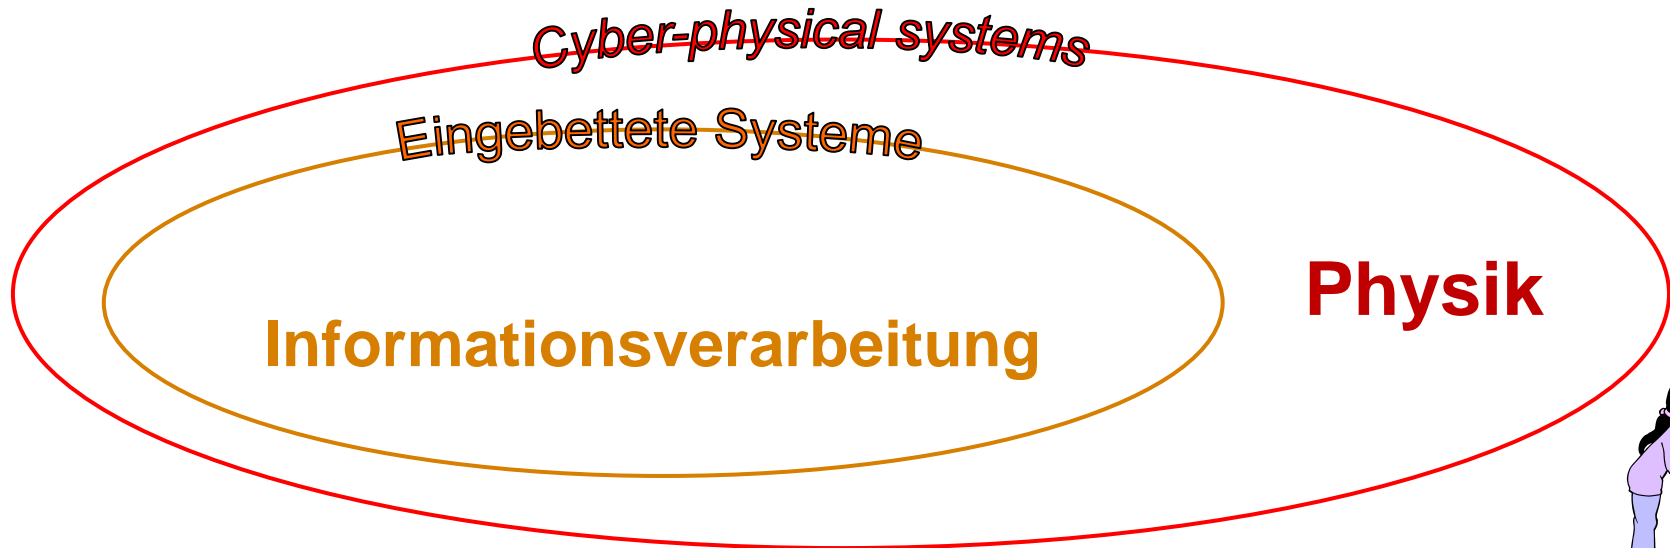 Cyber-physical systems
Eingebettete Systeme
Physik
Informationsverarbeitung